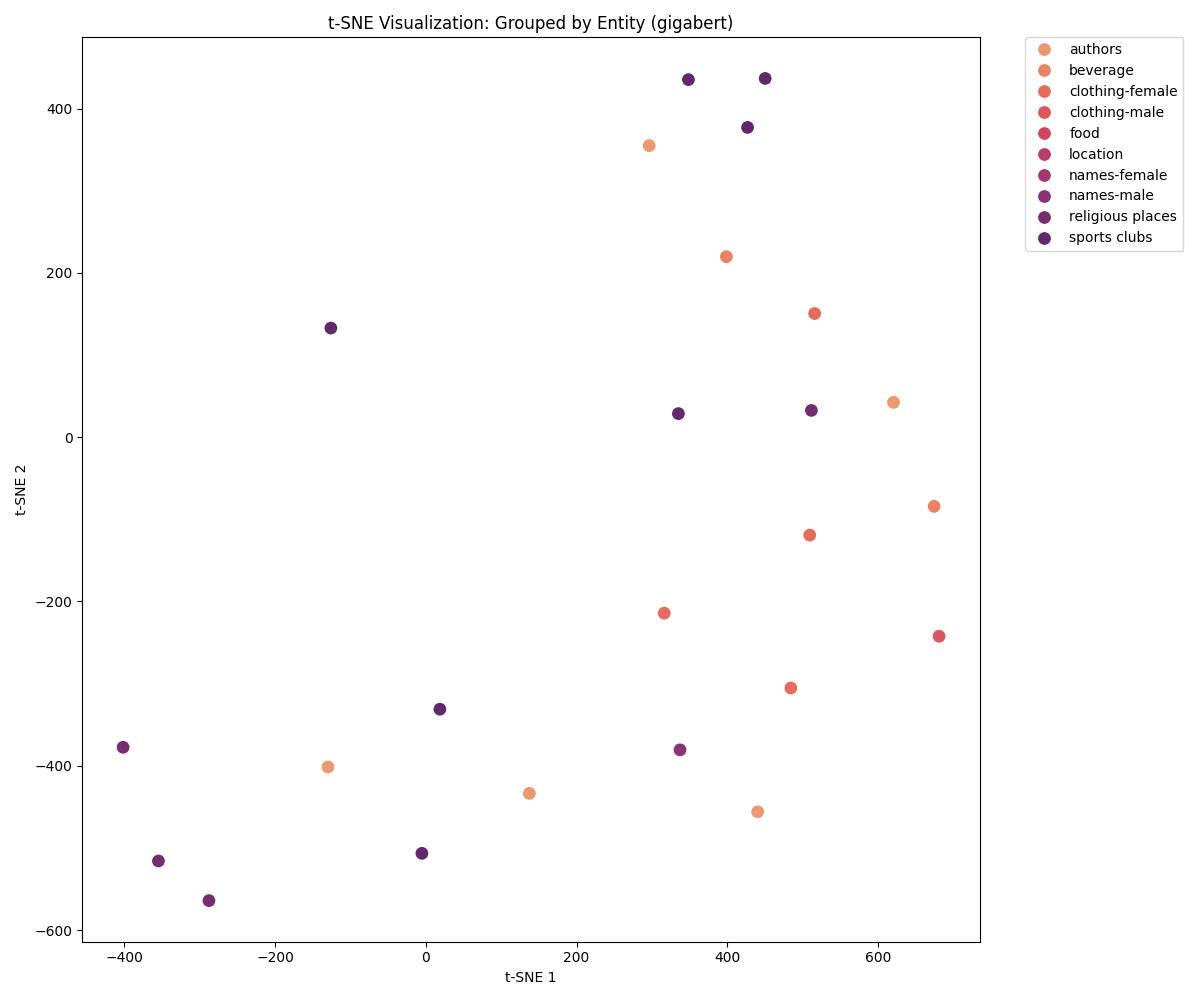 t-SNE Visualization: Grouped by Entity (gigabert)
authors
beverage
clothing-female
clothing-male
food
location
names-female
names-male
religious places
sports clubs
400
200
0
−200
−400
−600
t-SNE 2
−400
−200
0
200
400
600
t-SNE 1